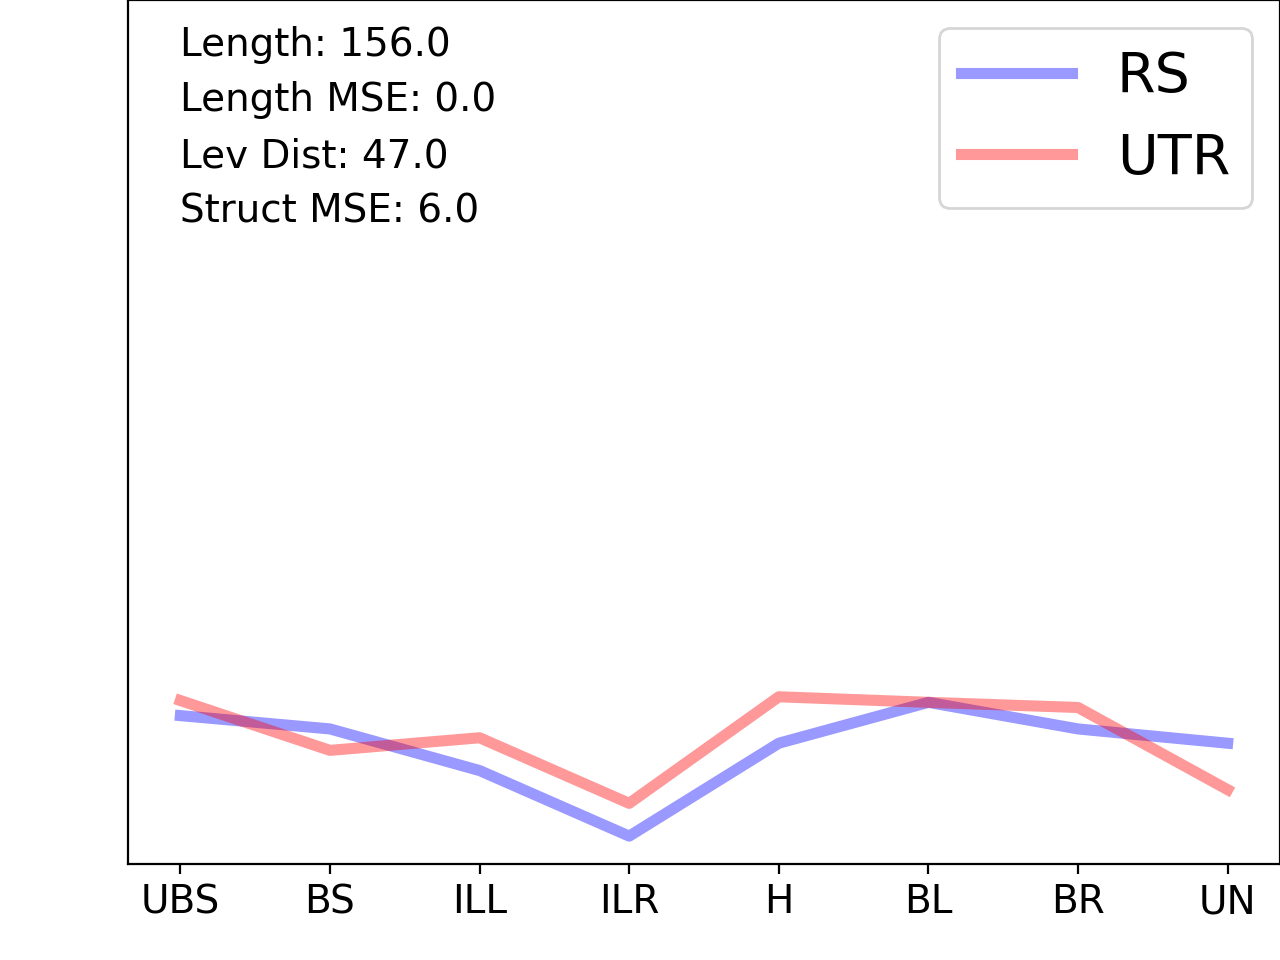 Length: 156.0
Length MSE: 0.0
Lev Dist: 47.0
Struct MSE: 6.0
RS
UTR
UBS BS ILL ILR H BL BR UN